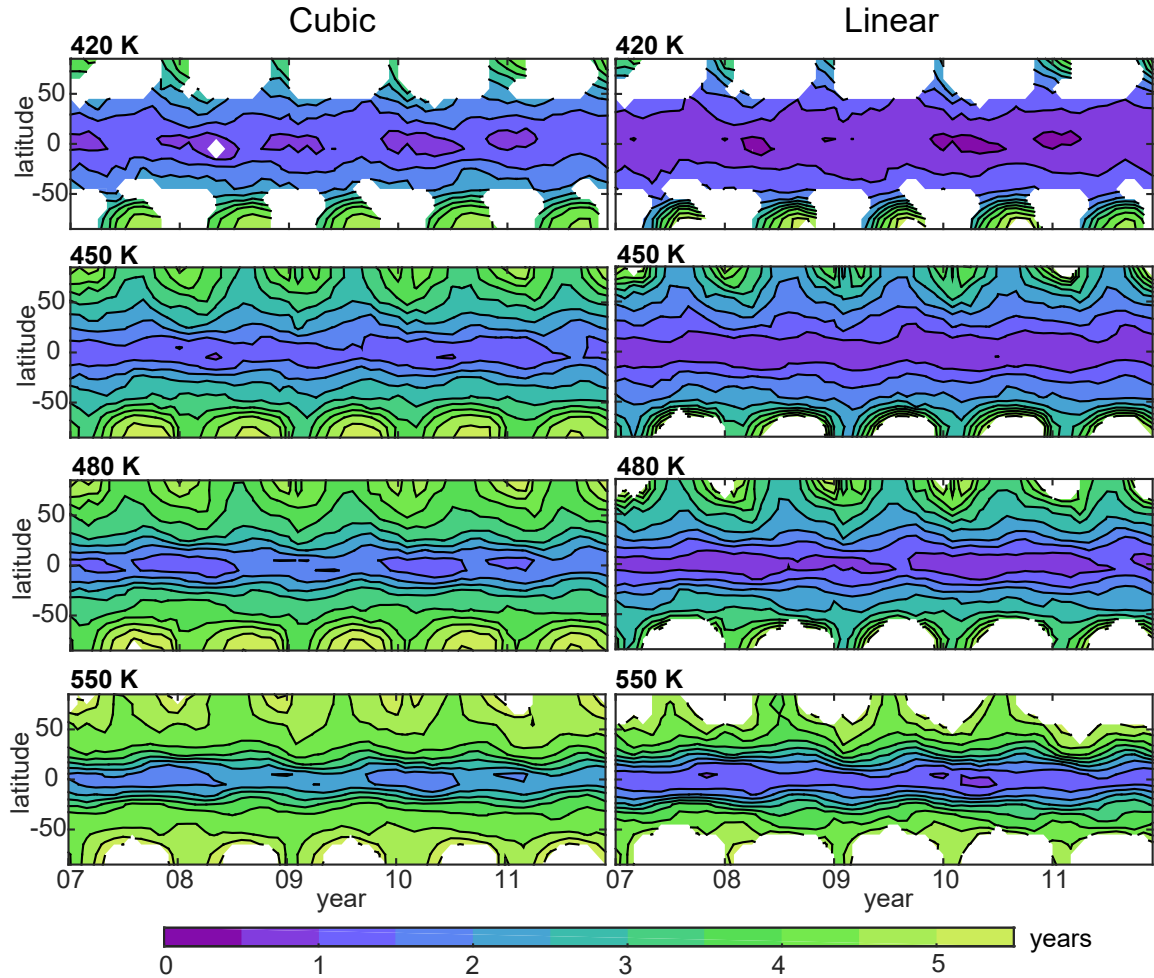 Cubic Linear
420 K 420 K
latitude 50 0 -50
450 K 450 K
latitude 50 0 -50
480 K 480 K
latitude 50 0 -50
550 K 550 K
latitude 50 0 -50
07 08 09 10 11 07 08 09 10 11
year year
0 1 2 3 4 5 years